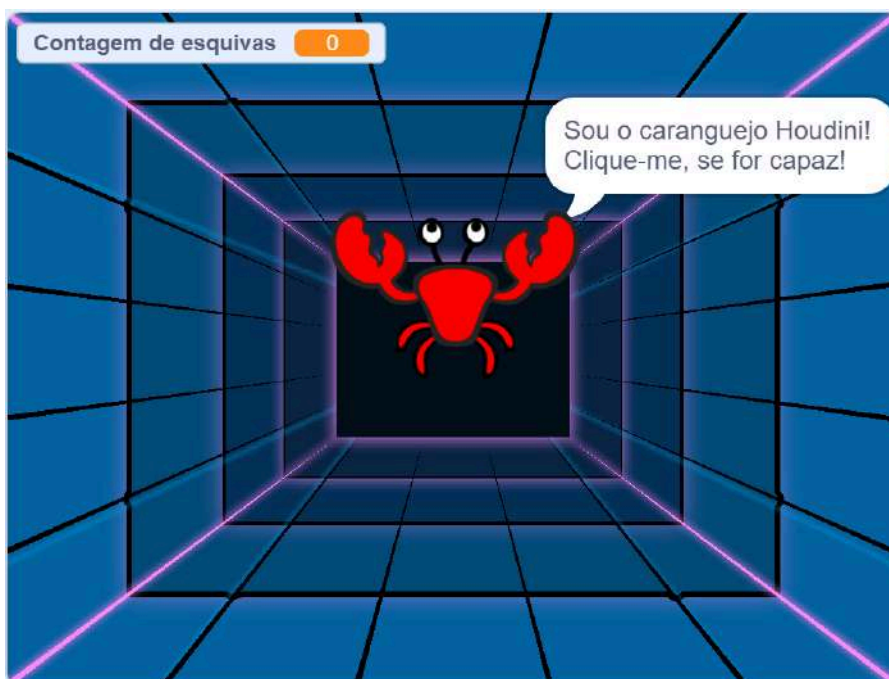 Contagem de esquivas 0
Sou o caranguejo Houdini!
Clique-me, se for capaz!